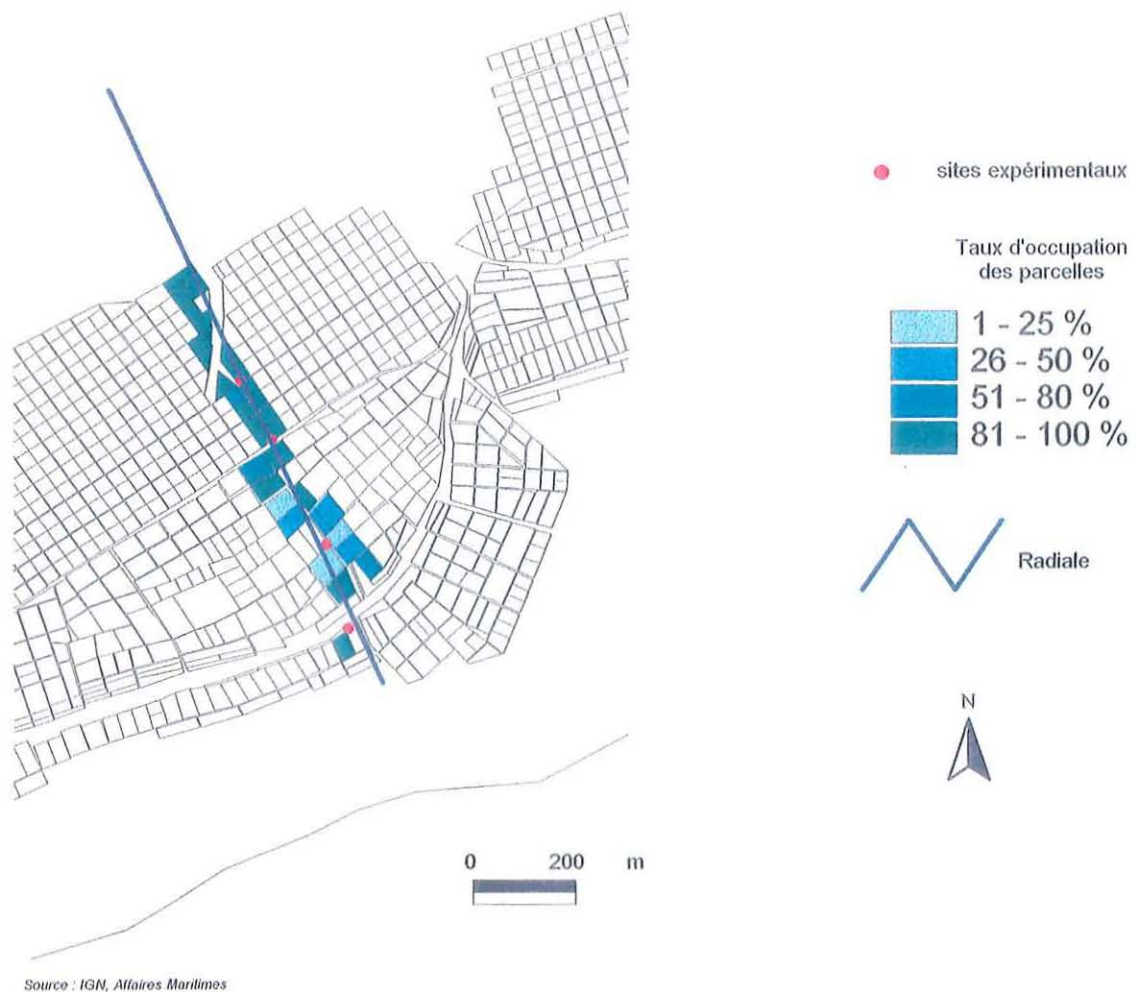 sites expérimentaux
Taux d'occupation
des parcelles
1 - 25 %
26 - 50 %
51 - 80 %
81 - 100 %
Radiale
N
0 200 m
Source : IGN, Affaires Maritimes